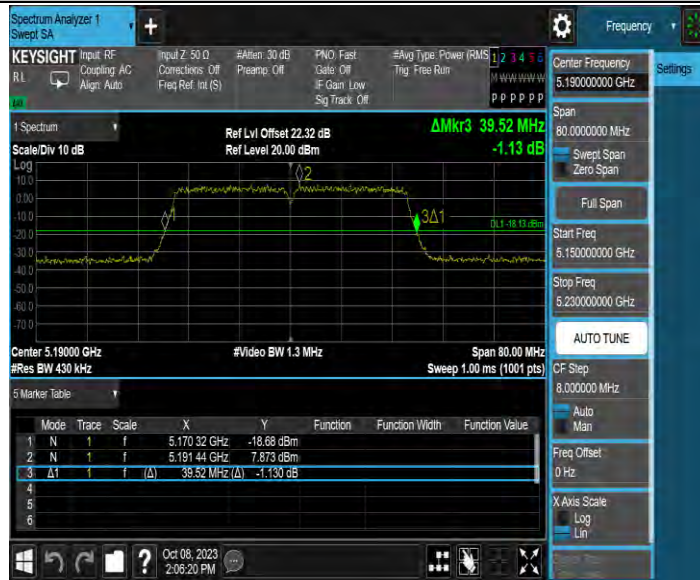 Spectrum Analyzer 1
Swept SA
+
Frequency
KEYSIGHT Input: RF Input Z: 50 Ω #Atten: 30 dB PNO: Fast #Avg Type: Power (RMS 1 2 3 4 5 6
RL Coupling: AC Corrections: Off Preamp: Off Gate: Off Trig: Free Run M W W W W W
Align: Auto Freq Ref: Int (S) IF Gain: Low
Sig Track: Off P P P P P P
1 Spectrum
Ref Lvl Offset 22.32 dB ΔMkr3 39.52 MHz
Scale/Div 10 dB Ref Level 20.00 dBm -1.13 dB
Log
10.0
0.00
-10.0
-20.0
-30.0
-40.0
-50.0
-60.0
-70.0
2
1
3Δ1
DL1 -18.13 dBm
Center 5.19000 GHz #Video BW 1.3 MHz Span 80.00 MHz
#Res BW 430 kHz Sweep 1.00 ms (1001 pts)
5 Marker Table
Mode Trace Scale X Y Function Function Width Function Value
1 N 1 f 5.170 32 GHz -18.68 dBm
2 N 1 f 5.191 44 GHz 7.873 dBm
3 Δ1 1 f (Δ) 39.52 MHz (Δ) -1.130 dB
4
5
6
Oct 08, 2023
2:06:20 PM
Center Frequency
5.190000000 GHz
Settings
Span
80.0000000 MHz
Swept Span
Zero Span
Full Span
Start Freq
5.150000000 GHz
Stop Freq
5.230000000 GHz
AUTO TUNE
CF Step
8.000000 MHz
Auto
Man
Freq Offset
0 Hz
X Axis Scale
Log
Lin